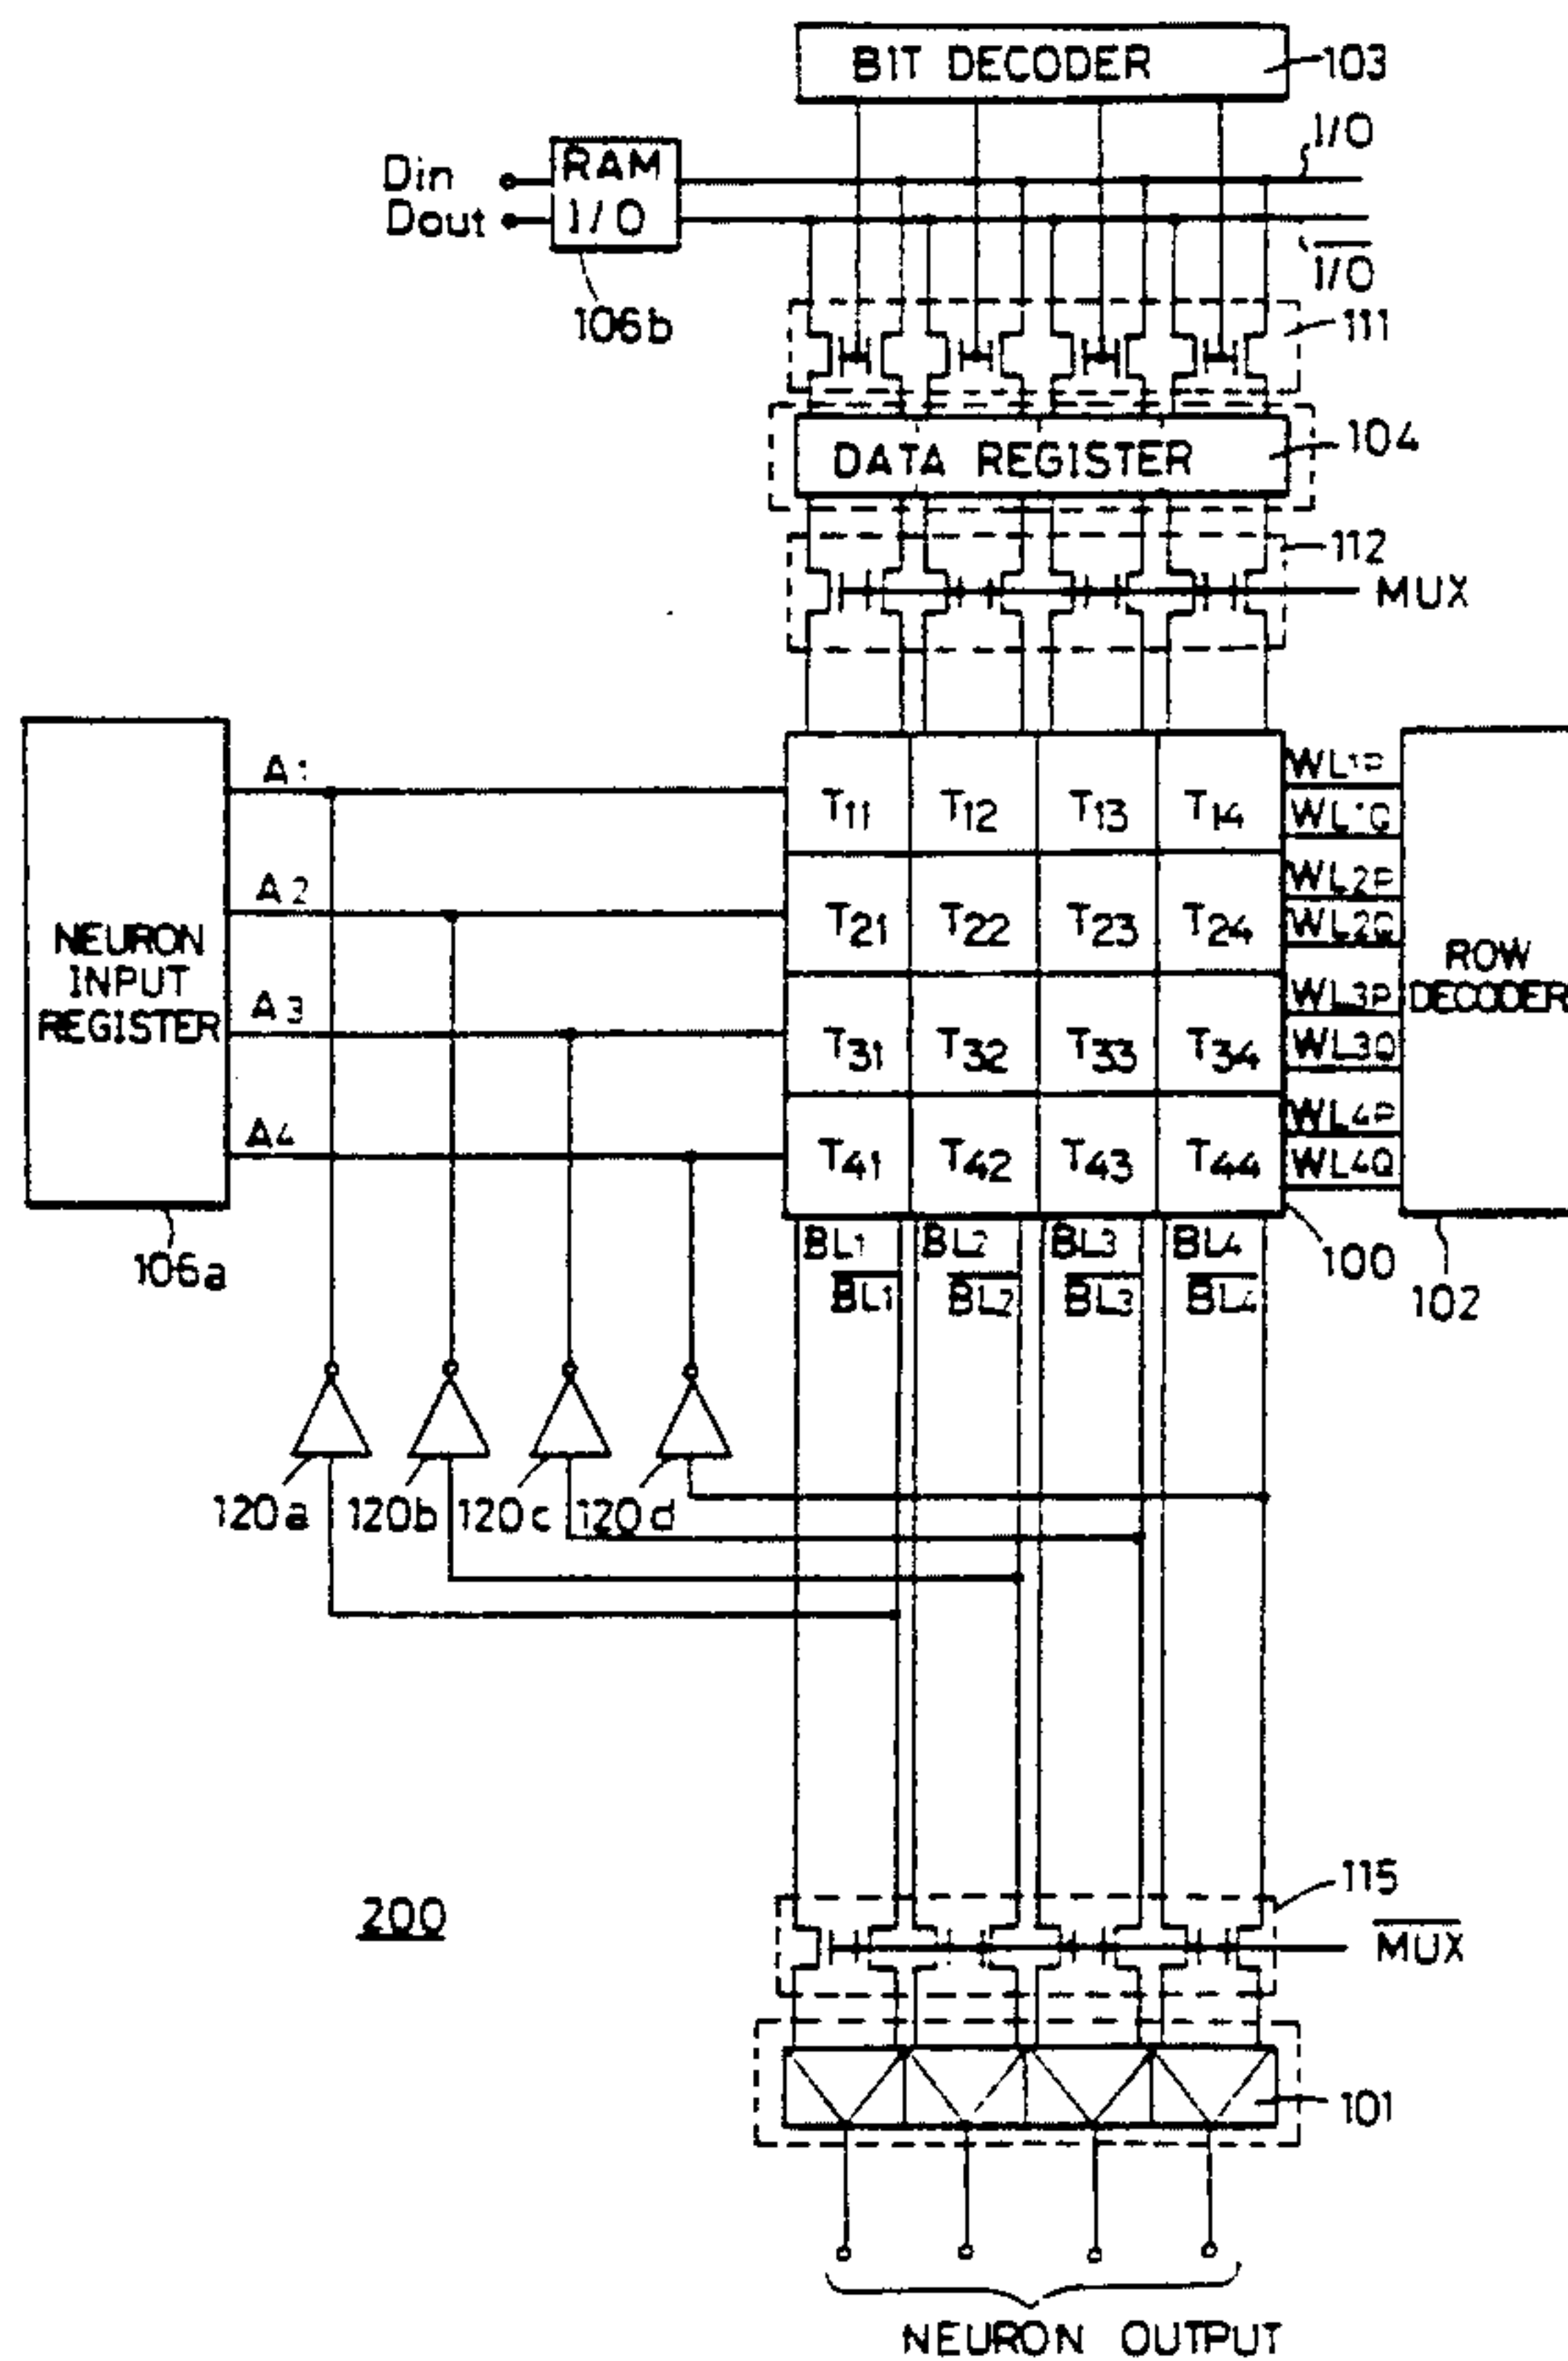 BIT DECODER
103
I/O
Din
RAM
Dout
I/O
I/O
106b
111
DATA REGISTER
104
112
MUX
A1
WL1P
T11 T12 T13 T14
WL1Q
A2
WL2P
T21 T22 T23 T24
WL2Q
NEURON
INPUT
REGISTER
ROW
DECODER
A3
WL3P
T31 T32 T33 T34
WL3Q
A4
WL4P
T41 T42 T43 T44
WL4Q
BL1 BL2 BL3 BL4
100
106a
BL1 BL2 BL3 BL4
102
120a 120b 120c 120d
115
200
MUX
101
NEURON OUTPUT